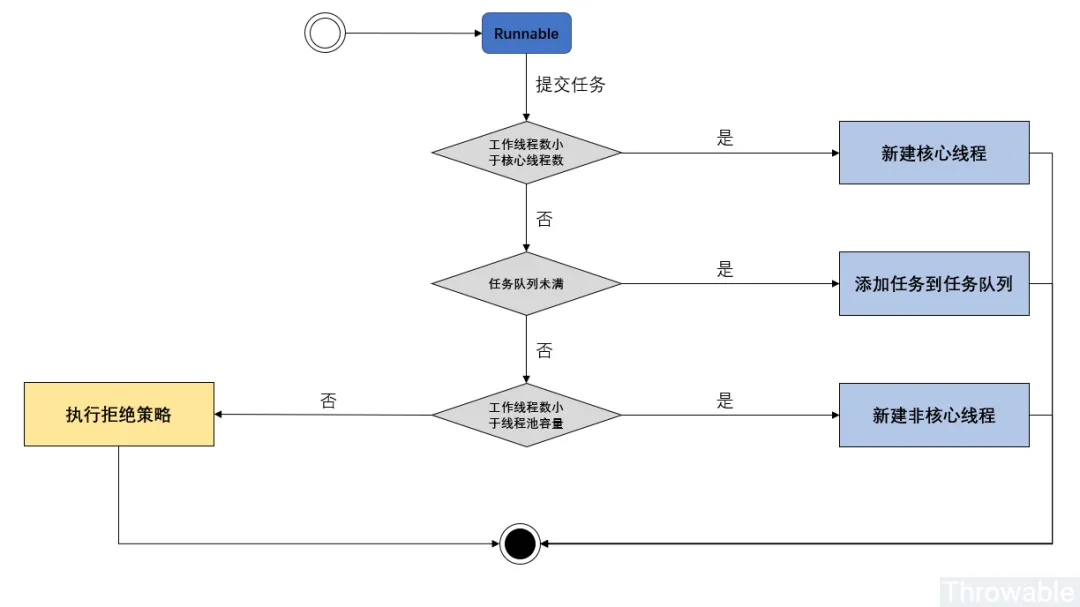 Runnable
提交任务
工作线程数小
于核心线程数
是
新建核心线程
否
任务队列未满
是
添加任务到任务队列
否
工作线程数小
于线程池容量
是
新建非核心线程
否
执行拒绝策略
Throwable